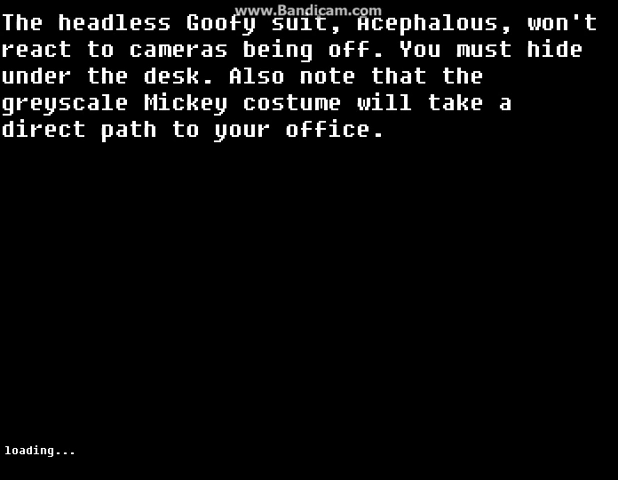 www.Bandicam.com
The headless Goofy suit, Acephalous, won't
react to cameras being off. You must hide
under the desk. Also note that the
greyscale Mickey costume will take a
direct path to your office.
loading...